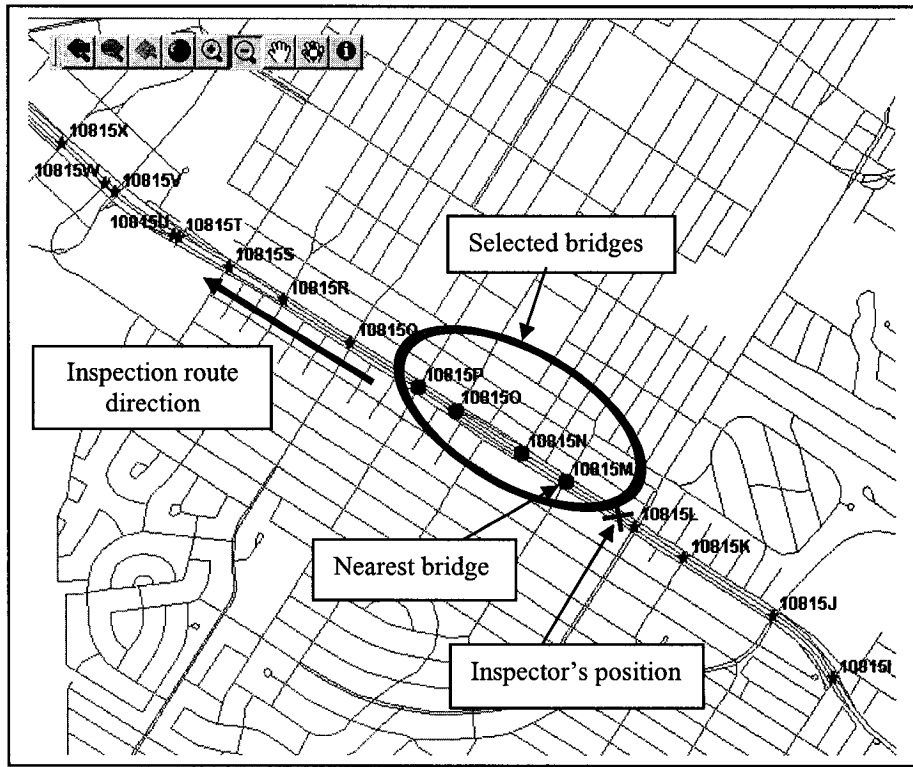 10815X
10815W
10815V
10815U
10815T
10815S
10815R
Selected bridges
10815Q
Inspection route
direction
10815P
10815O
10815N
10815M
10815L
Nearest bridge
10815K
10815J
Inspector's position
10815I